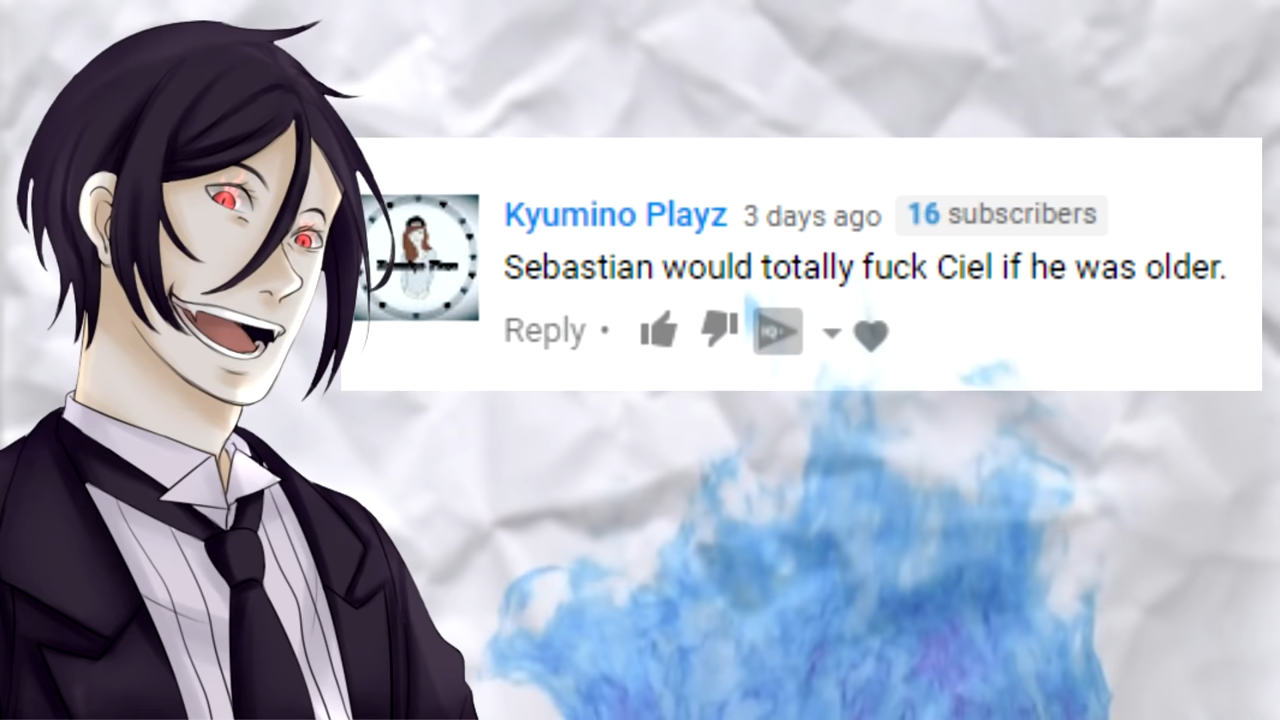 Kyumino Playz 3 days ago 16 subscribers
Sebastian would totally fuck Ciel if he was older.
Reply •